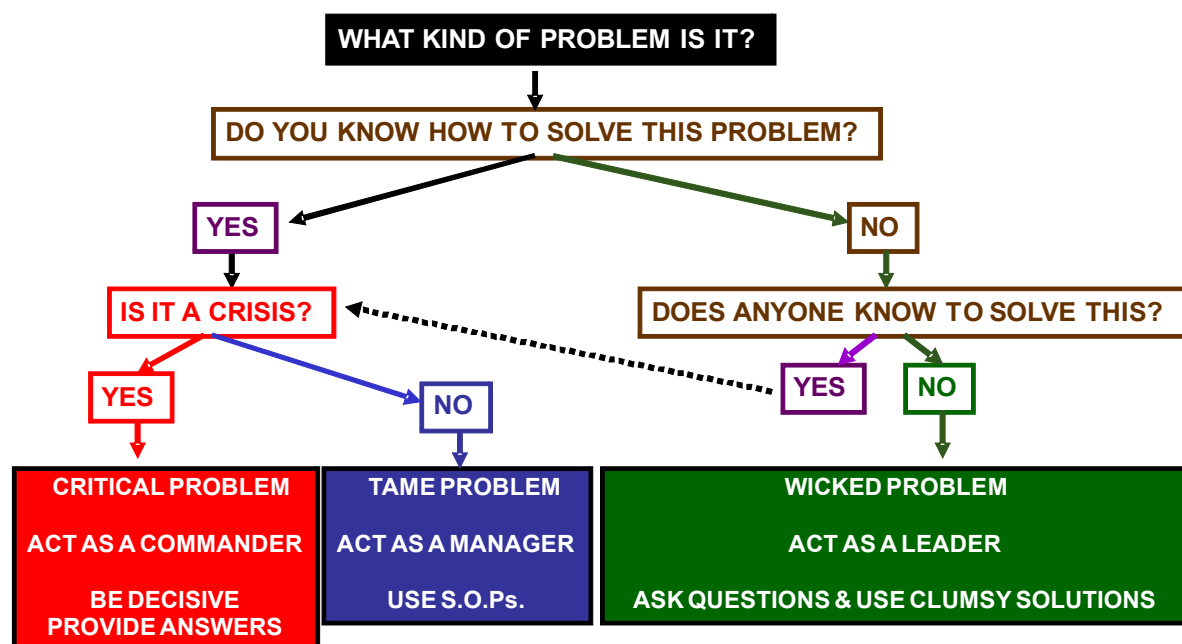 WHAT KIND OF PROBLEM IS IT?
DO YOU KNOW HOW TO SOLVE THIS PROBLEM?
YES
NO
IS IT A CRISIS?
DOES ANYONE KNOW TO SOLVE THIS?
YES
NO
YES
NO
CRITICAL PROBLEM
ACT AS A COMMANDER
BE DECISIVE
PROVIDE ANSWERS
TAME PROBLEM
ACT AS A MANAGER
USE S.O.Ps.
WICKED PROBLEM
ACT AS A LEADER
ASK QUESTIONS & USE CLUMSY SOLUTIONS